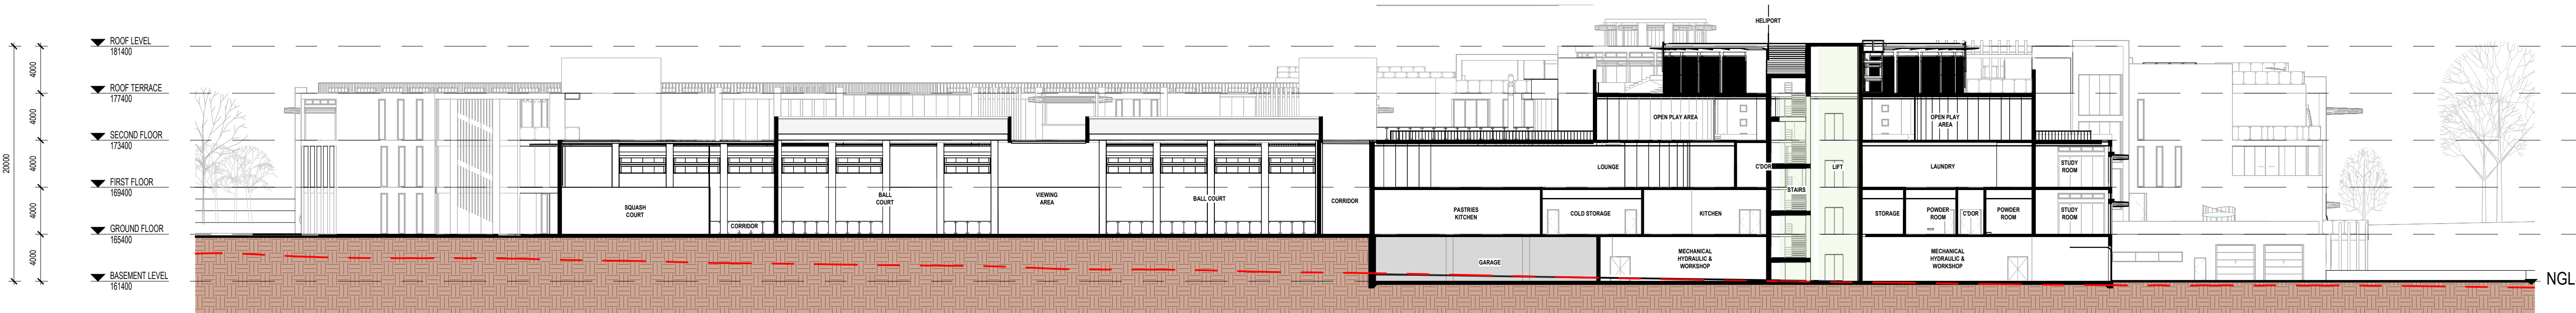 HELIPORT
ROOF LEVEL
181400
4000
ROOF TERRACE
177400
4000
OPEN PLAY AREA
OPEN PLAY
AREA
SECOND FLOOR
173400
4000
20000
LOUNGE
C'DOR
LIFT
LAUNDRY
STUDY
ROOM
FIRST FLOOR
169400
STAIRS
SQUASH
COURT
CORRIDOR
BALL
COURT
VIEWING
AREA
BALL COURT
CORRIDOR
PASTRIES
KITCHEN
COLD STORAGE
KITCHEN
STORAGE
POWDER
ROOM
C'DOR
POWDER
ROOM
STUDY
ROOM
4000
GROUND FLOOR
165400
4000
GARAGE
MECHANICAL
HYDRAULIC &
WORKSHOP
MECHANICAL
HYDRAULIC &
WORKSHOP
BASEMENT LEVEL
161400
NGL